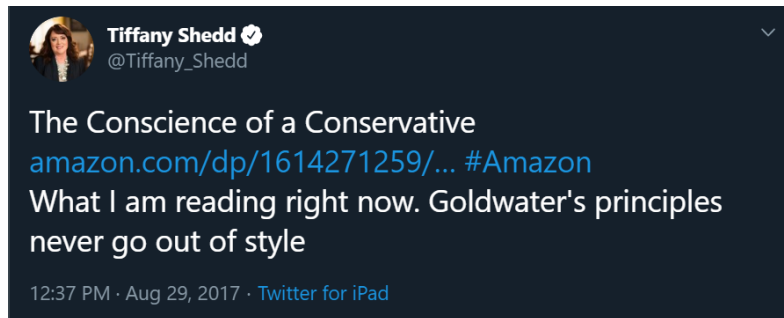 Tiffany Shedd
@Tiffany_Shedd
The Conscience of a Conservative
amazon.com/dp/1614271259/... #Amazon
What I am reading right now. Goldwater's principles
never go out of style
12:37 PM · Aug 29, 2017 · Twitter for iPad